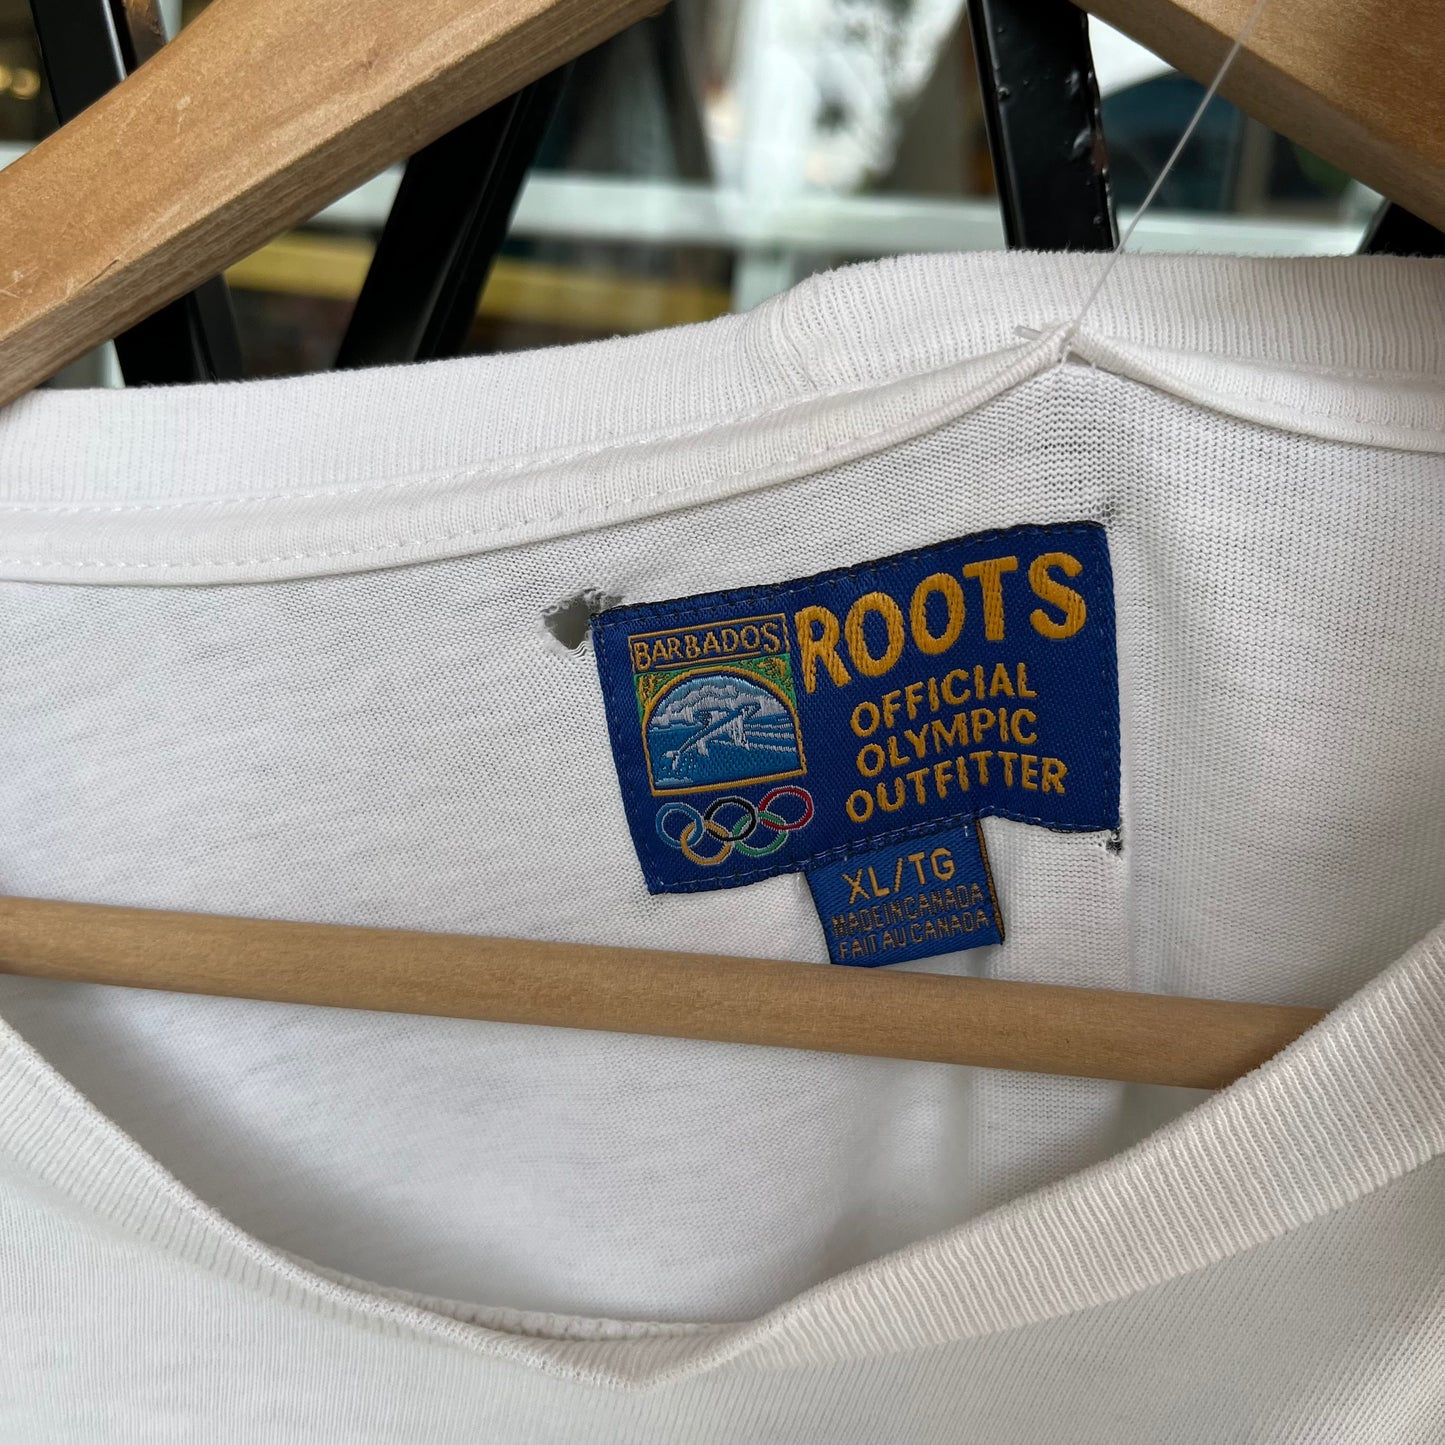 BARBADOS
ROOTS
OFFICIAL
OLYMPIC
OUTFITTER
XL/TG
MADE IN CANADA
FAIT AU CANADA